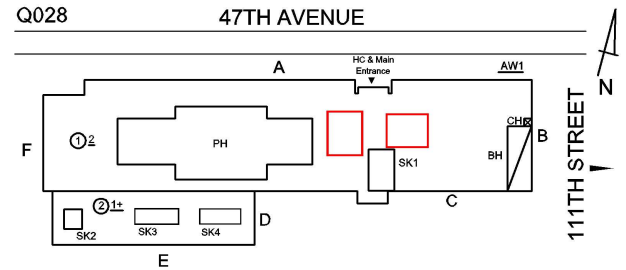 Q028
47TH AVENUE
HC & Main
Entrance
A
AW1
N
CH
B
F
1 2
PH
SK1
BH
111TH STREET
C
2 1+
SK2
SK3
SK4
D
E